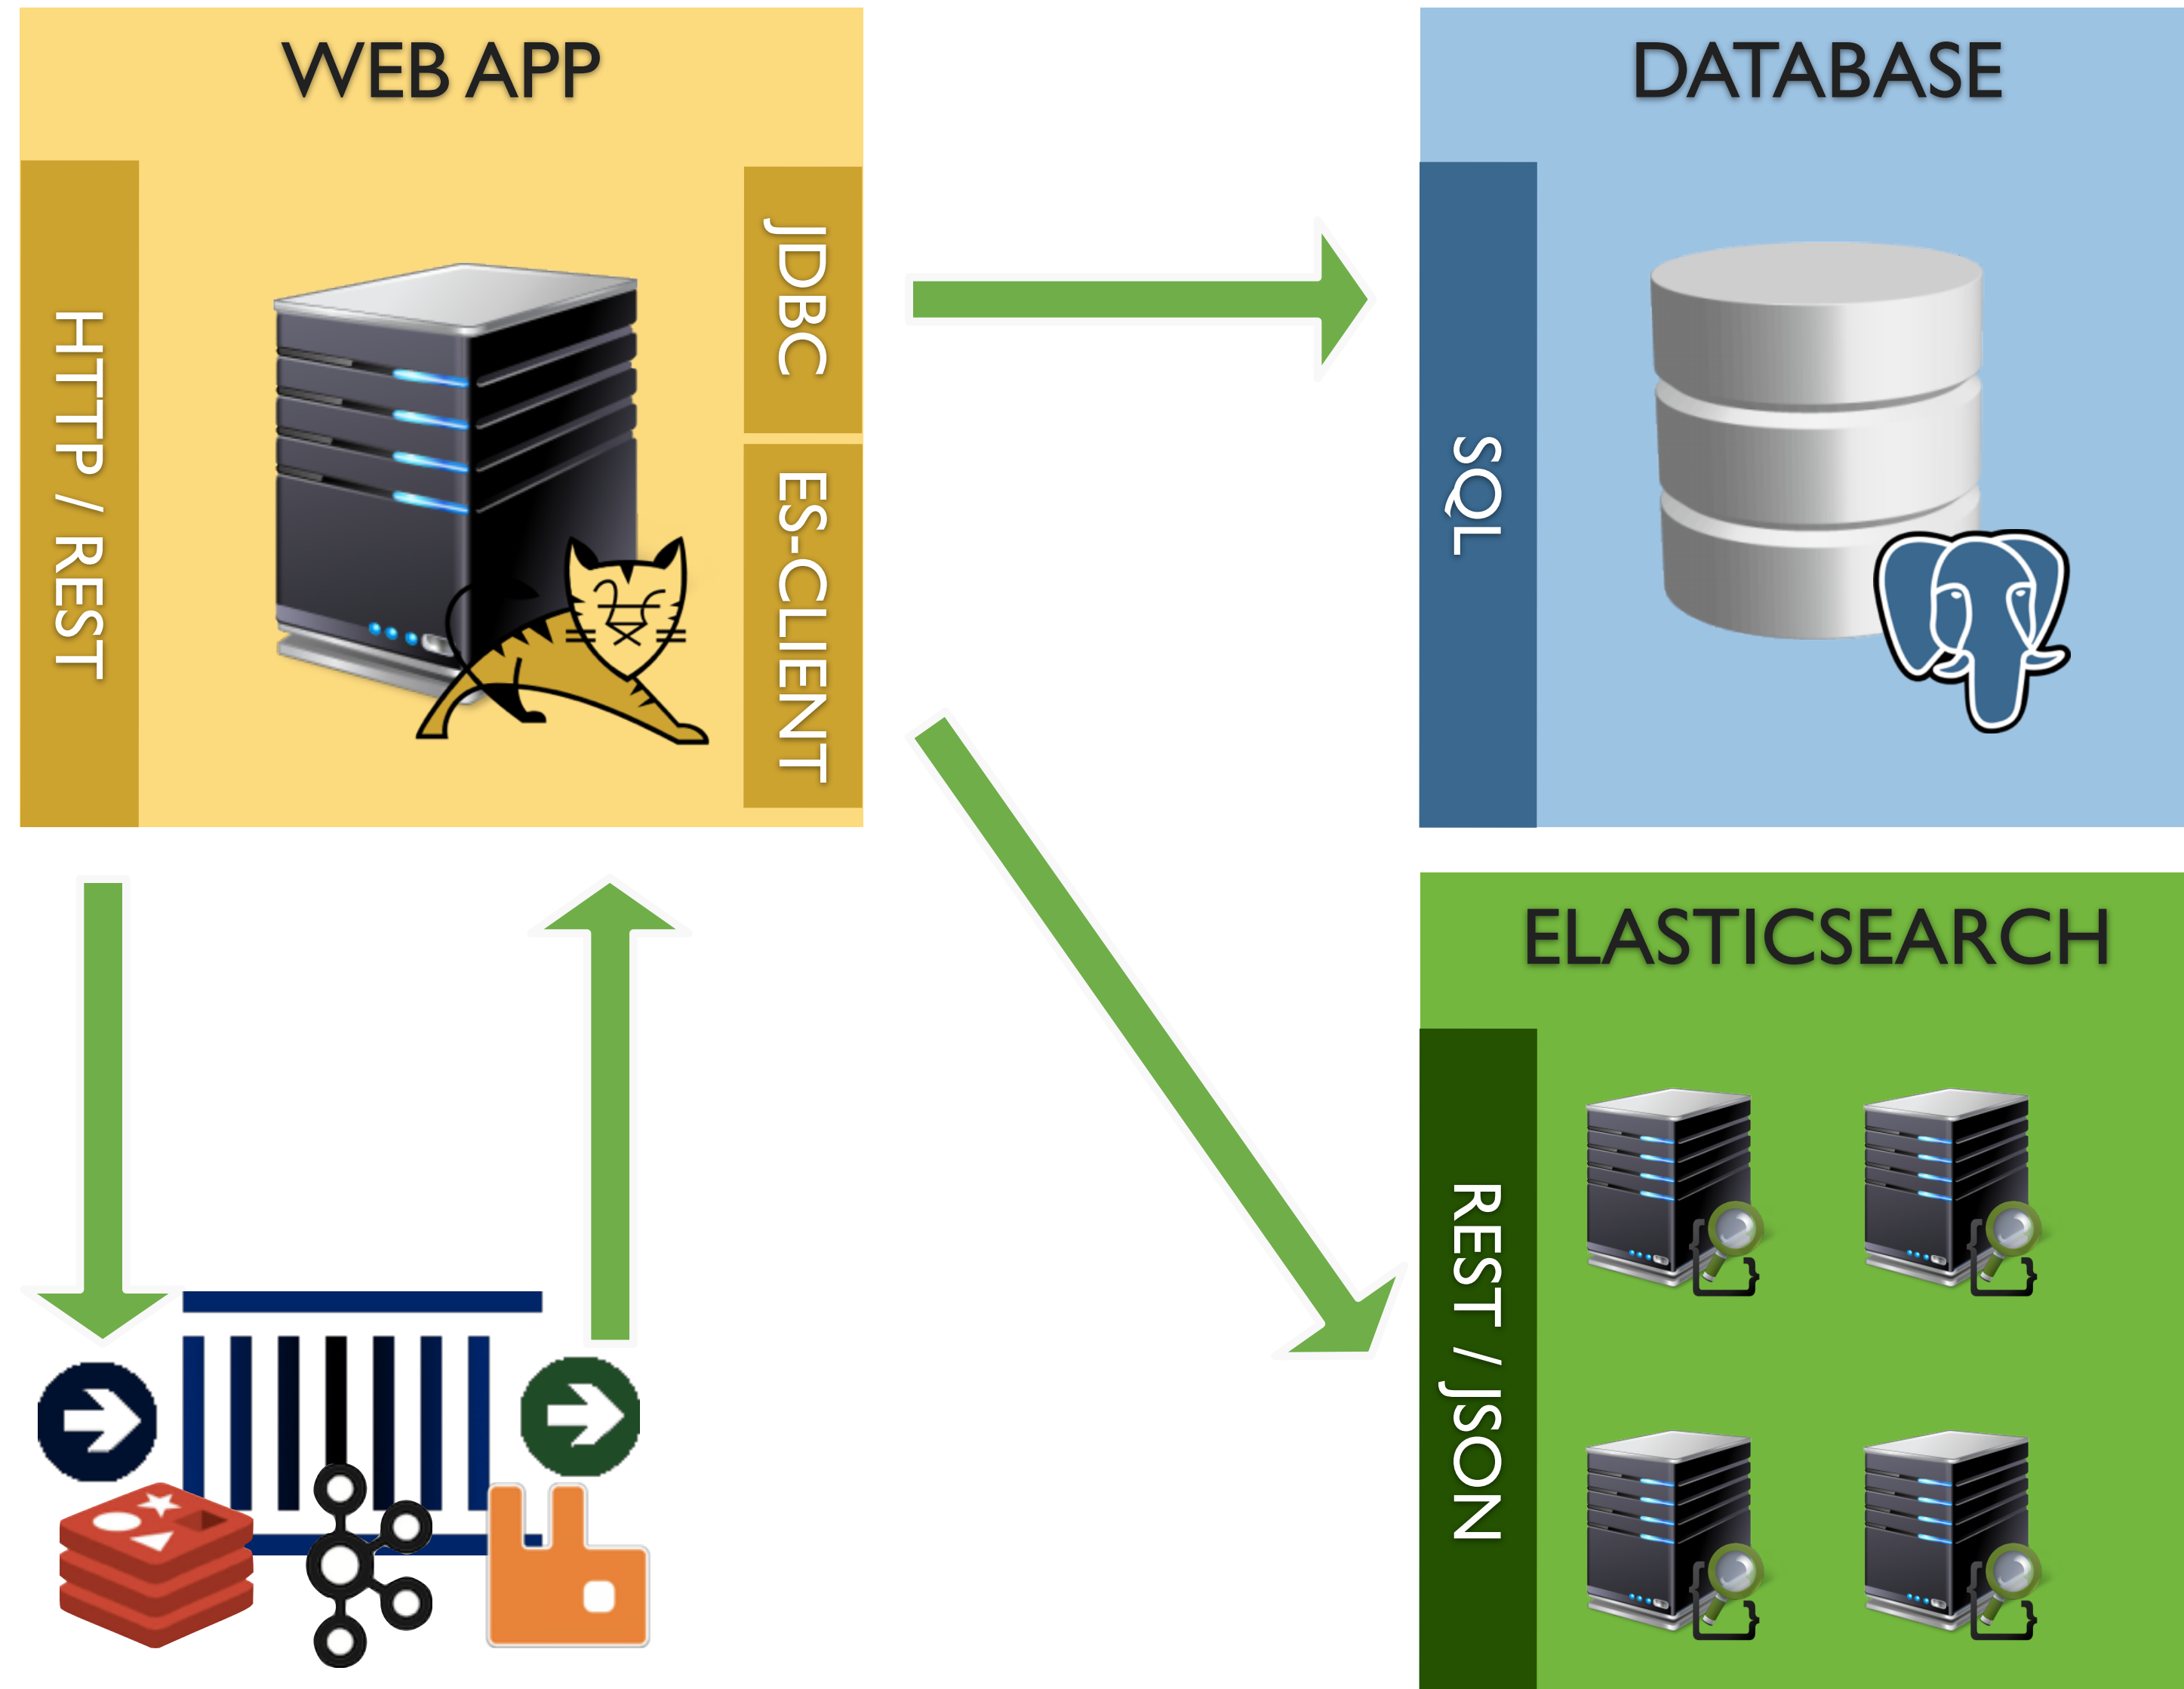 WEB APP
HTTP / REST
JDBC
ES-CLIENT
DATABASE
SQL
ELASTICSEARCH
REST / JSON